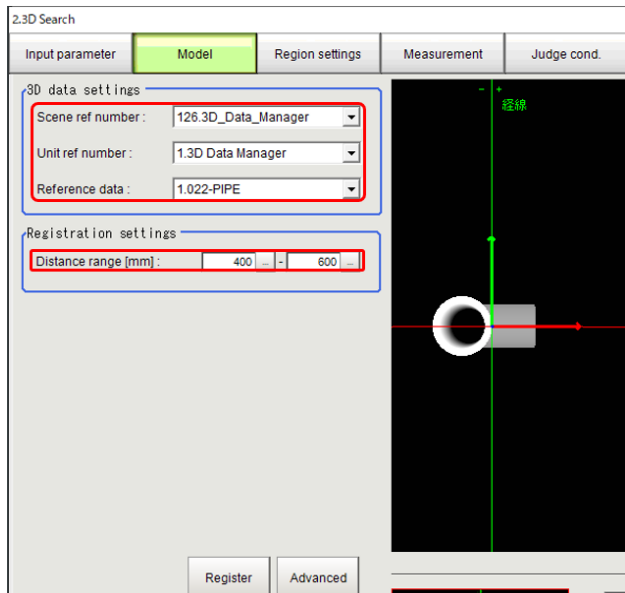 2.3D Search
Input parameter Model Region settings Measurement Judge cond.
3D data settings
Scene ref number : 126.3D_Data_Manager
Unit ref number : 1.3D Data Manager
Reference data : 1.022-PIPE
Registration settings
Distance range [mm] : 400 ... - 600 ...
- +
経線
Register Advanced